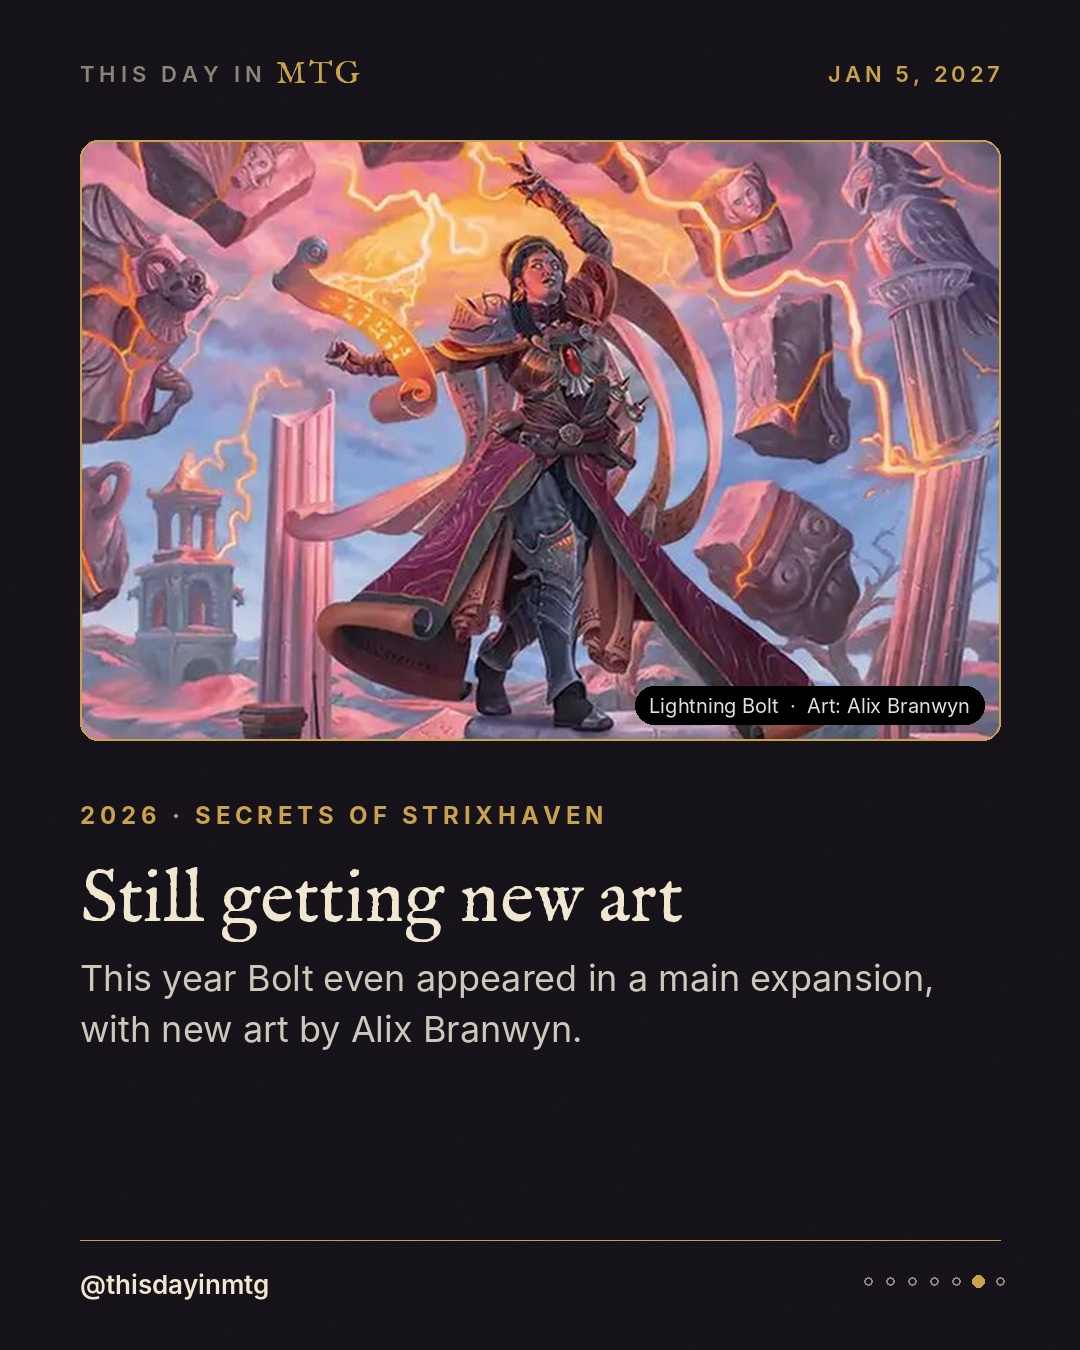 THIS DAY IN MTG
JAN 5, 2027
Lightning Bolt · Art: Alix Branwyn
2026 · SECRETS OF STRIXHAVEN
Still getting new art
This year Bolt even appeared in a main expansion,
with new art by Alix Branwyn.
@thisdayinmtg